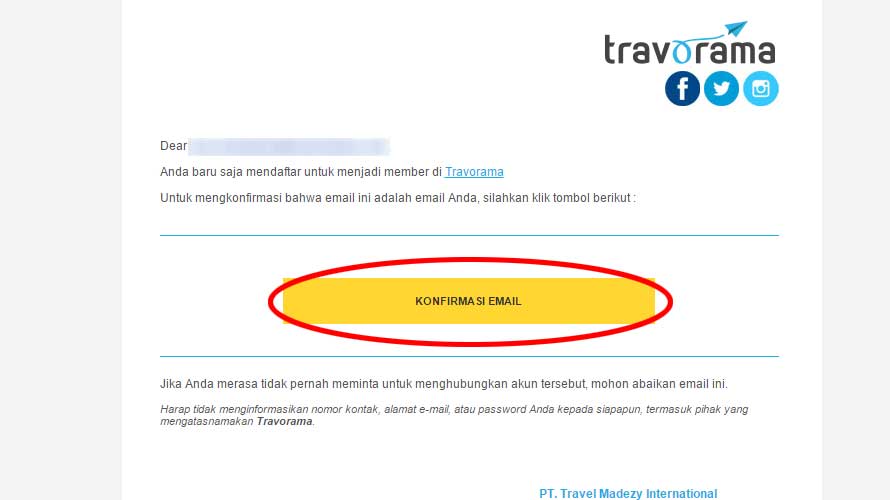 travorama
Dear
Anda baru saja mendaftar untuk menjadi member di Travorama
Untuk mengkonfirmasi bahwa email ini adalah email Anda, silahkan klik tombol berikut :
KONFIRMASI EMAIL
Jika Anda merasa tidak pernah meminta untuk menghubungkan akun tersebut, mohon abaikan email ini.
Harap tidak menginformasikan nomor kontak, alamat e-mail, atau password Anda kepada siapapun, termasuk pihak yang
mengatasnamakan Travorama.
PT. Travel Madezy International